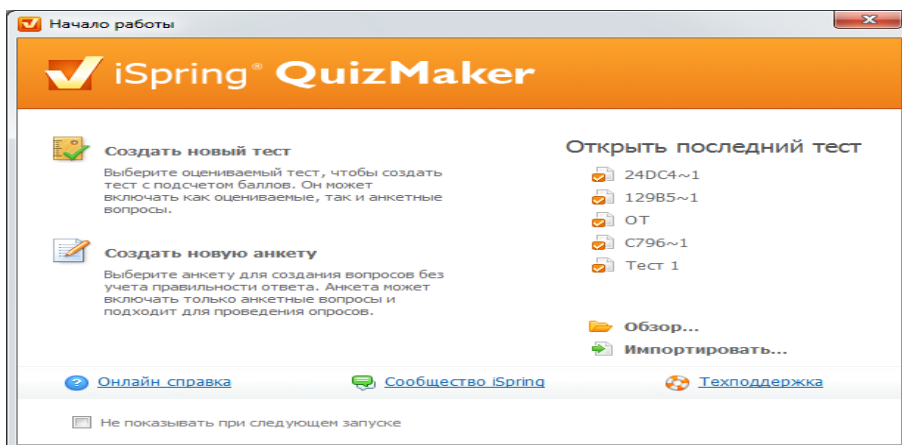 Начало работы
iSpring® QuizMaker
Создать новый тест
Выберите оцениваемый тест, чтобы создать
тест с подсчетом баллов. Он может
включать как оцениваемые, так и анкетные
вопросы.
Создать новую анкету
Выберите анкету для создания вопросов без
учета правильности ответа. Анкета может
включать только анкетные вопросы и
подходит для проведения опросов.
Открыть последний тест
24DC4~1
129B5~1
ОТ
C796~1
Тест 1
Обзор...
Импортировать...
Онлайн справка
Сообщество iSpring
Техподдержка
Не показывать при следующем запуске